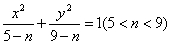 x²/(5−n) + y²/(9−n) = 1(5 < n < 9)